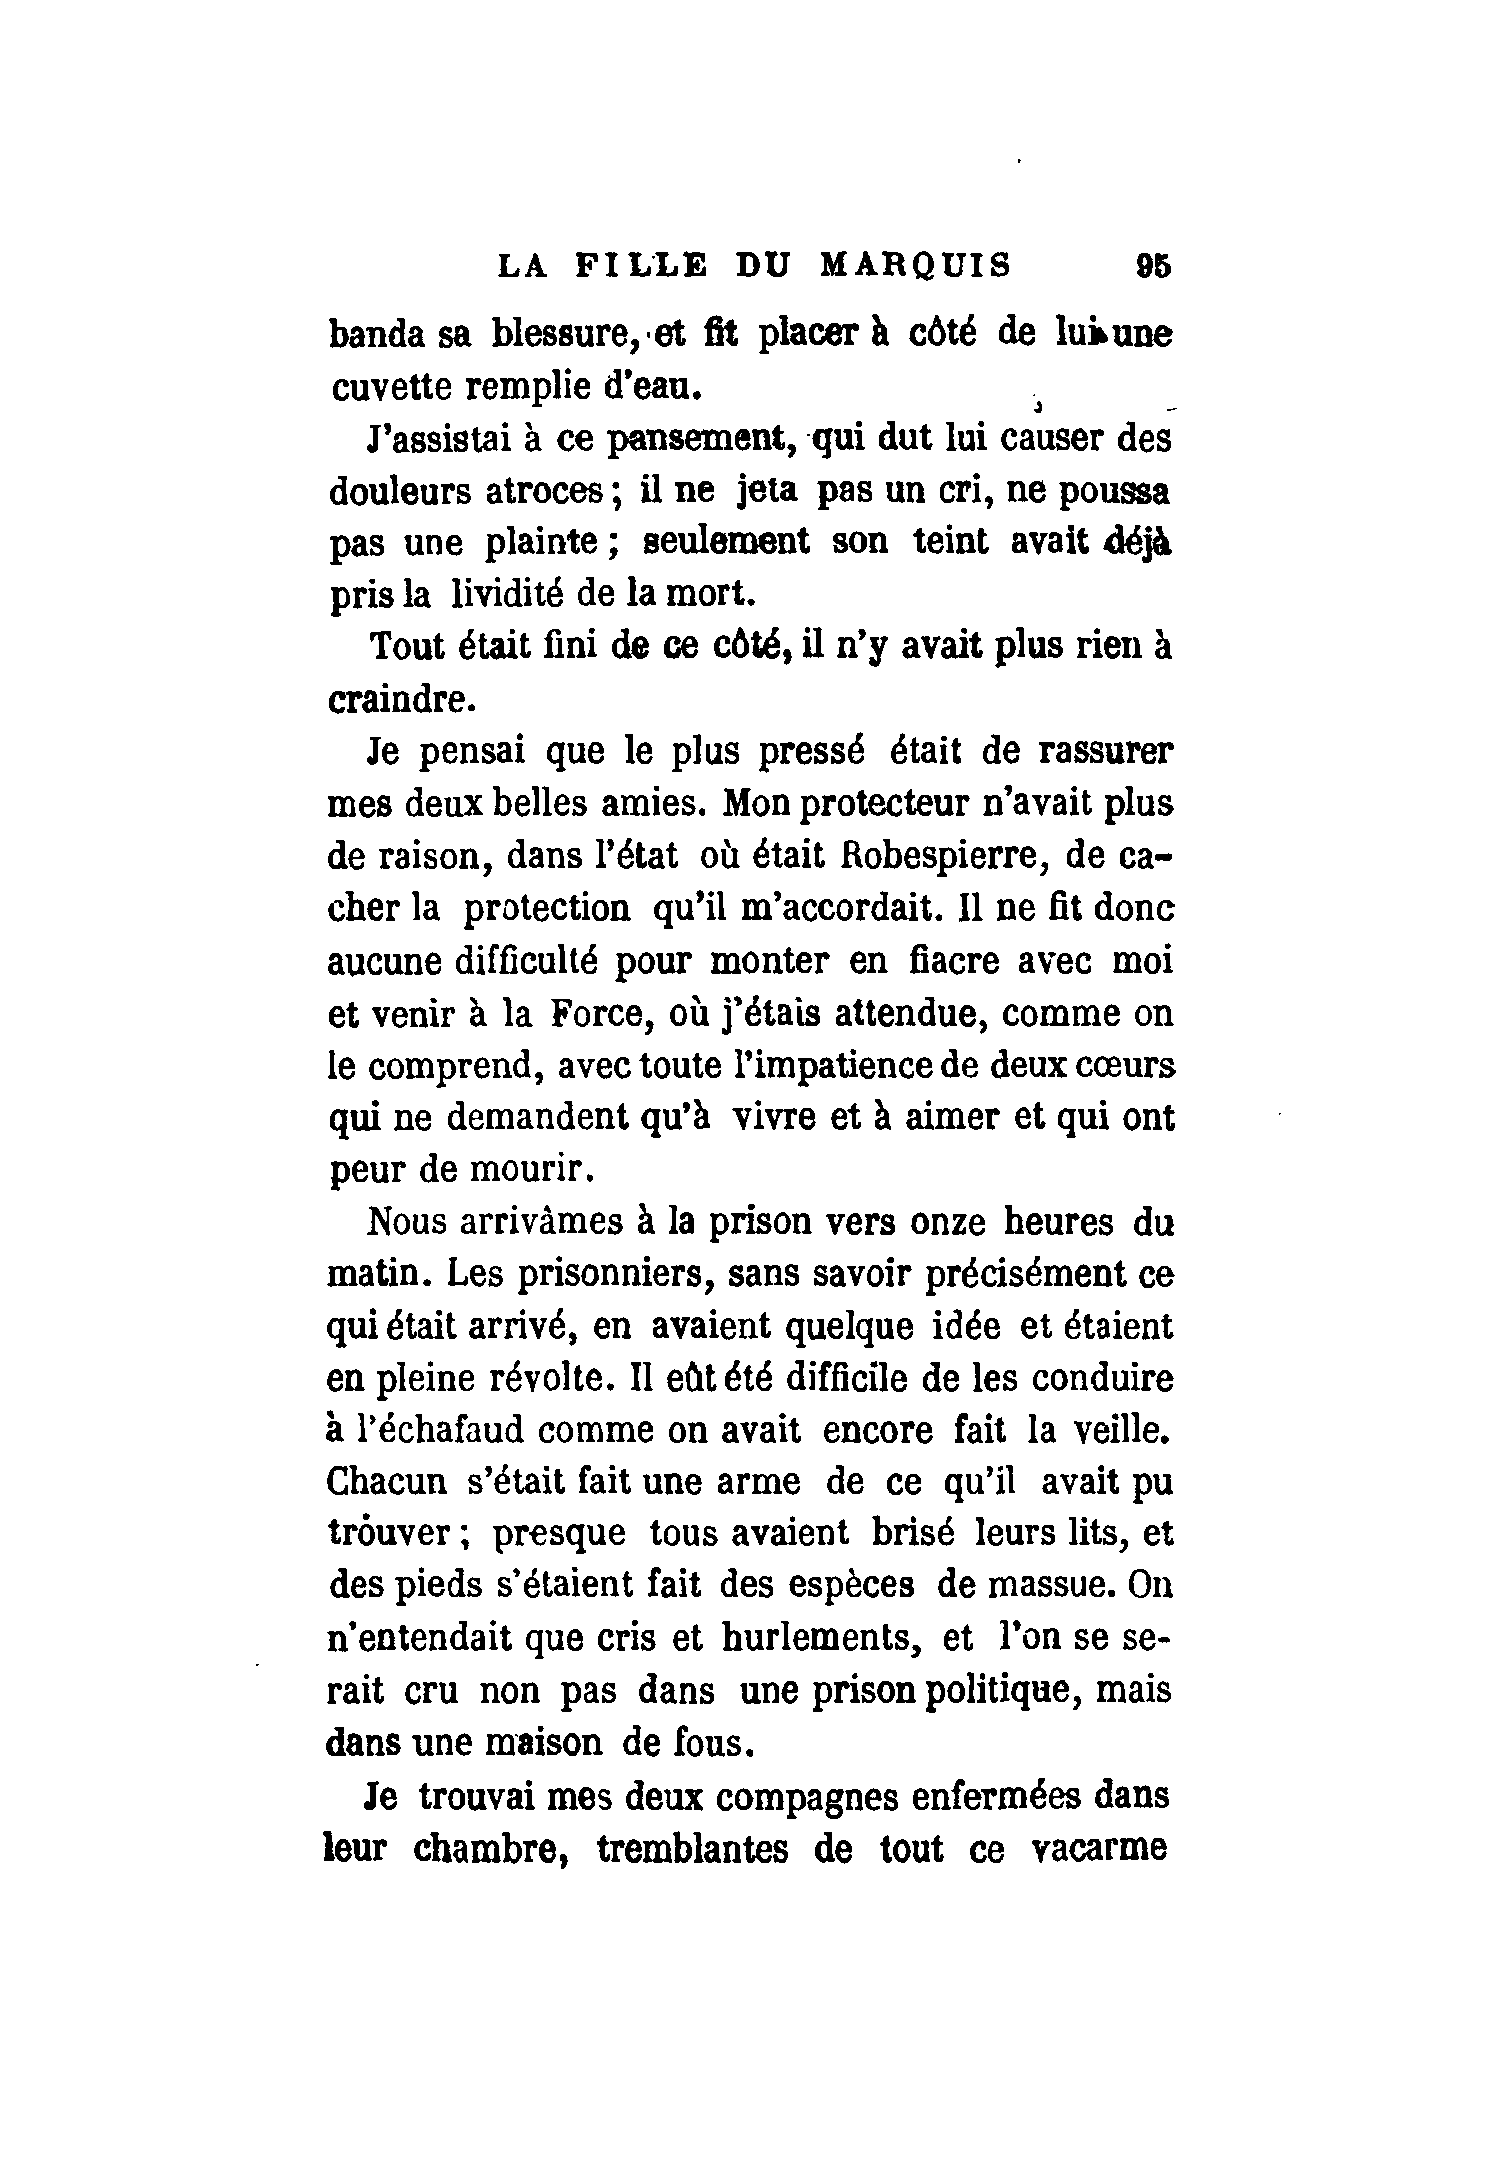 LA FILLE DU MARQUIS 95
banda sa blessure, et fit placer à côté de lui une
cuvette remplie d'eau.
J'assistai à ce pansement, qui dut lui causer des
douleurs atroces ; il ne jeta pas un cri, ne poussa
pas une plainte ; seulement son teint avait déjà
pris la lividité de la mort.
Tout était fini de ce côté, il n'y avait plus rien à
craindre.
Je pensai que le plus pressé était de rassurer
mes deux belles amies. Mon protecteur n'avait plus
de raison, dans l'état où était Robespierre, de ca-
cher la protection qu'il m'accordait. Il ne fit donc
aucune difficulté pour monter en fiacre avec moi
et venir à la Force, où j'étais attendue, comme on
le comprend, avec toute l'impatience de deux cœurs
qui ne demandent qu'à vivre et à aimer et qui ont
peur de mourir.
Nous arrivâmes à la prison vers onze heures du
matin. Les prisonniers, sans savoir précisément ce
qui était arrivé, en avaient quelque idée et étaient
en pleine révolte. Il eût été difficile de les conduire
à l'échafaud comme on avait encore fait la veille.
Chacun s'était fait une arme de ce qu'il avait pu
trouver ; presque tous avaient brisé leurs lits, et
des pieds s'étaient fait des espèces de massue. On
n'entendait que cris et hurlements, et l'on se se-
rait cru non pas dans une prison politique, mais
dans une maison de fous.
Je trouvai mes deux compagnes enfermées dans
leur chambre, tremblantes de tout ce vacarme